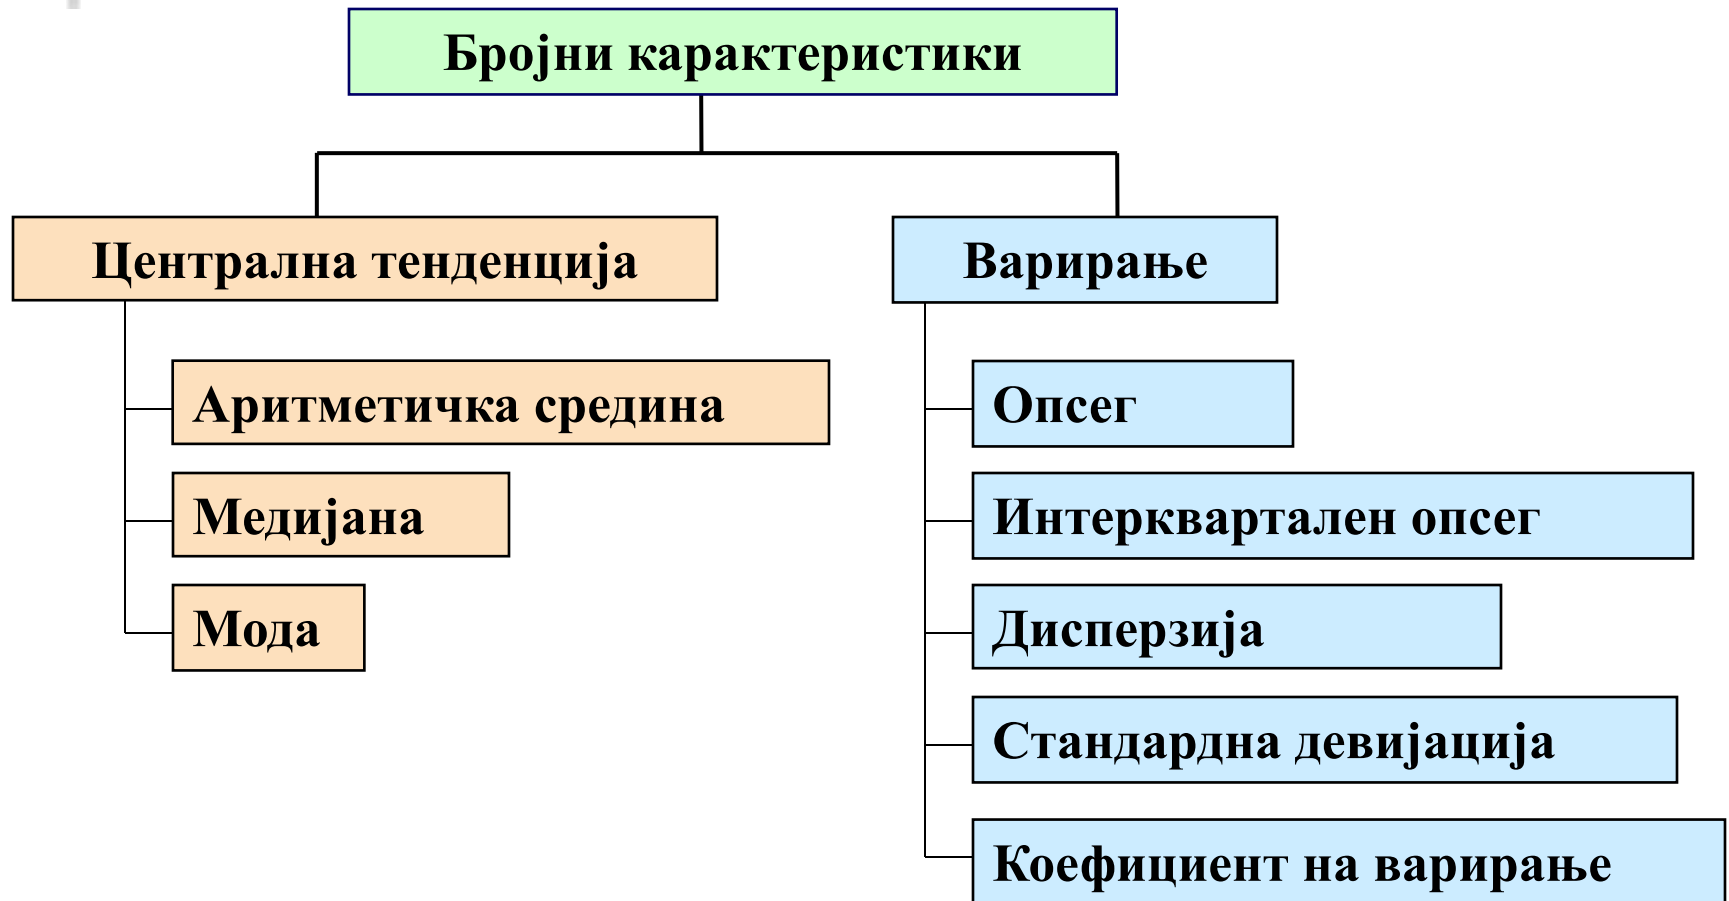 Бројни карактеристики
Централна тенденција
Аритметичка средина
Медијана
Мода
Варирање
Опсег
Интерквартален опсег
Дисперзија
Стандардна девијација
Коефициент на варирање